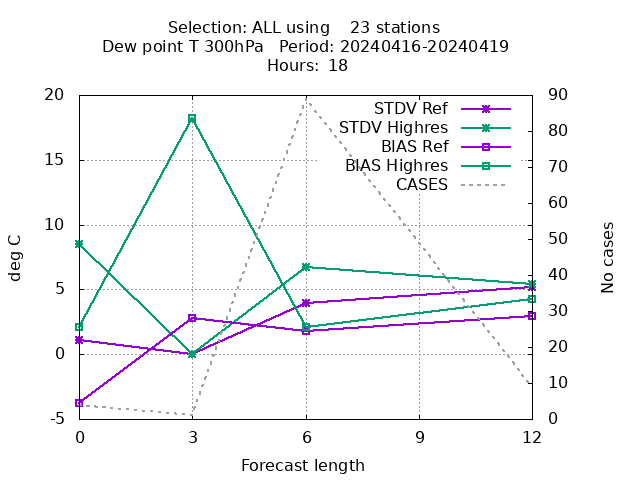 Selection: ALL using    23 stations
Dew point T 300hPa   Period: 20240416-20240419
Hours:  18
STDV Ref
STDV Highres
BIAS Ref
BIAS Highres
CASES
deg C
20
15
10
5
0
-5
No cases
90
80
70
60
50
40
30
20
10
0
0 3 6 9 12
Forecast length